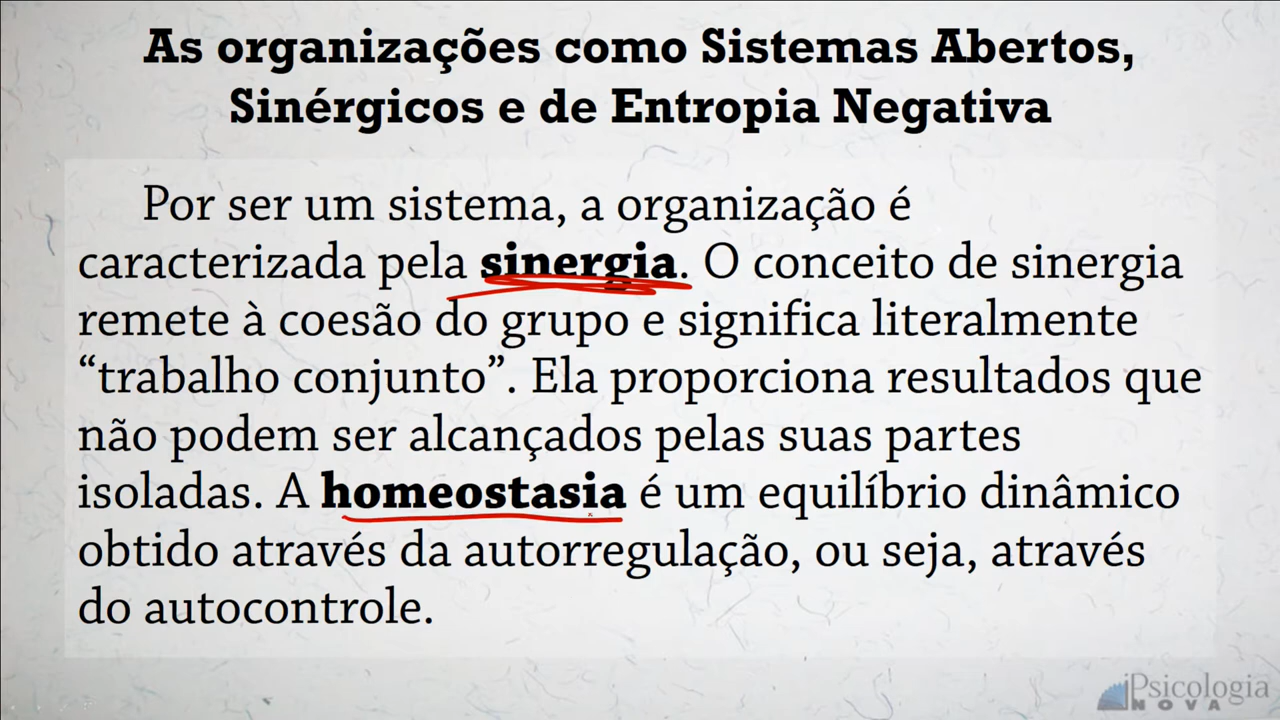 As organizações como Sistemas Abertos,
Sinérgicos e de Entropia Negativa
Por ser um sistema, a organização é
caracterizada pela sinergia. O conceito de sinergia
remete à coesão do grupo e significa literalmente
“trabalho conjunto”. Ela proporciona resultados que
não podem ser alcançados pelas suas partes
isoladas. A homeostasia é um equilíbrio dinâmico
obtido através da autorregulação, ou seja, através
do autocontrole.
Psicologia
NOVA